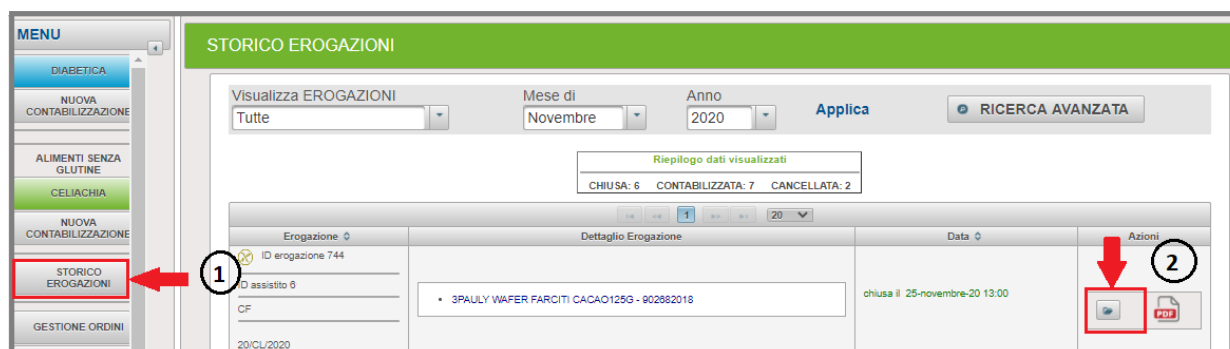 MENU
DIABETICA
NUOVA
CONTABILIZZAZIONE
ALIMENTI SENZA
GLUTINE
CELIACHIA
NUOVA
CONTABILIZZAZIONE
STORICO
EROGAZIONI
GESTIONE ORDINI
1
STORICO EROGAZIONI
Visualizza EROGAZIONI Mese di Anno
Tutte Novembre 2020 Applica RICERCA AVANZATA
Riepilogo dati visualizzati
CHIUSA: 6 CONTABILIZZATA: 7 CANCELLATA: 2
1 20
Erogazione Dettaglio Erogazione Data Azioni
ID erogazione 744
ID assistito 6
CF
20/CL/2020
3PAULY WAFER FARCITI CACAO125G - 902682018
chiusa il 25-novembre-20 13:00
2
PDF